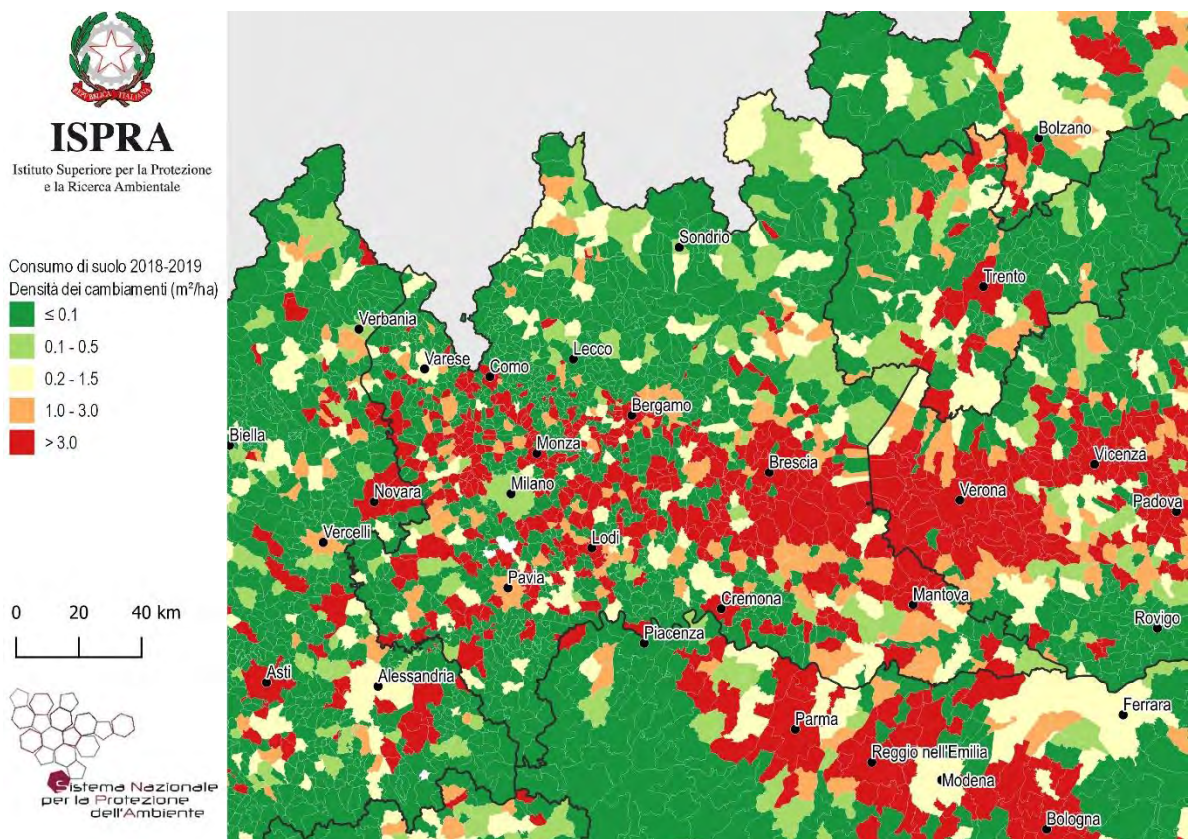 REPVBBLICA ITALIANA
ISPRA
Istituto Superiore per la Protezione
e la Ricerca Ambientale
Consumo di suolo 2018-2019
Densità dei cambiamenti (m²/ha)
≤ 0.1
0.1 - 0.5
0.2 - 1.5
1.0 - 3.0
> 3.0
0 20 40 km
Sistema Nazionale
per la Protezione
dell'Ambiente
Bolzano
Sondrio
Trento
Verbania
Varese
Lecco
Como
Bergamo
Biella
Monza
Brescia
Vicenza
Milano
Novara
Verona
Padova
Vercelli
Lodi
Pavia
Cremona
Mantova
Piacenza
Rovigo
Asti
Alessandria
Ferrara
Parma
Reggio nell'Emilia
Modena
Bologna